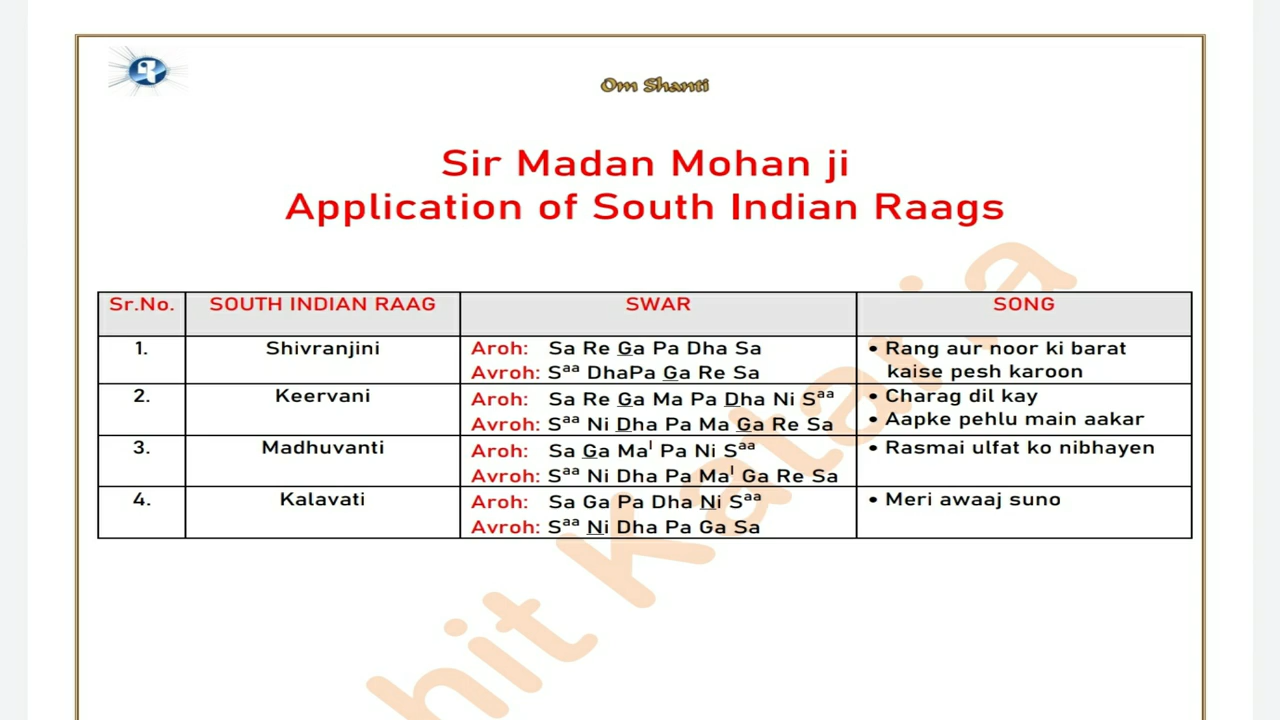 Om Shanti
Sir Madan Mohan ji
Application of South Indian Raags
Sr.No. SOUTH INDIAN RAAG SWAR SONG
1. Shivranjini Aroh: Sa Re Ga Pa Dha Sa • Rang aur noor ki barat
Avroh: Sᵃᵃ DhaPa Ga Re Sa kaise pesh karoon
2. Keervani Aroh: Sa Re Ga Ma Pa Dha Ni Sᵃᵃ • Charag dil kay
Avroh: Sᵃᵃ Ni Dha Pa Ma Ga Re Sa • Aapke pehlu main aakar
3. Madhuvanti Aroh: Sa Ga Maˡ Pa Ni Sᵃᵃ • Rasmai ulfat ko nibhayen
Avroh: Sᵃᵃ Ni Dha Pa Maˡ Ga Re Sa
4. Kalavati Aroh: Sa Ga Pa Dha Ni Sᵃᵃ • Meri awaaj suno
Avroh: Sᵃᵃ Ni Dha Pa Ga Sa
hit Kataria